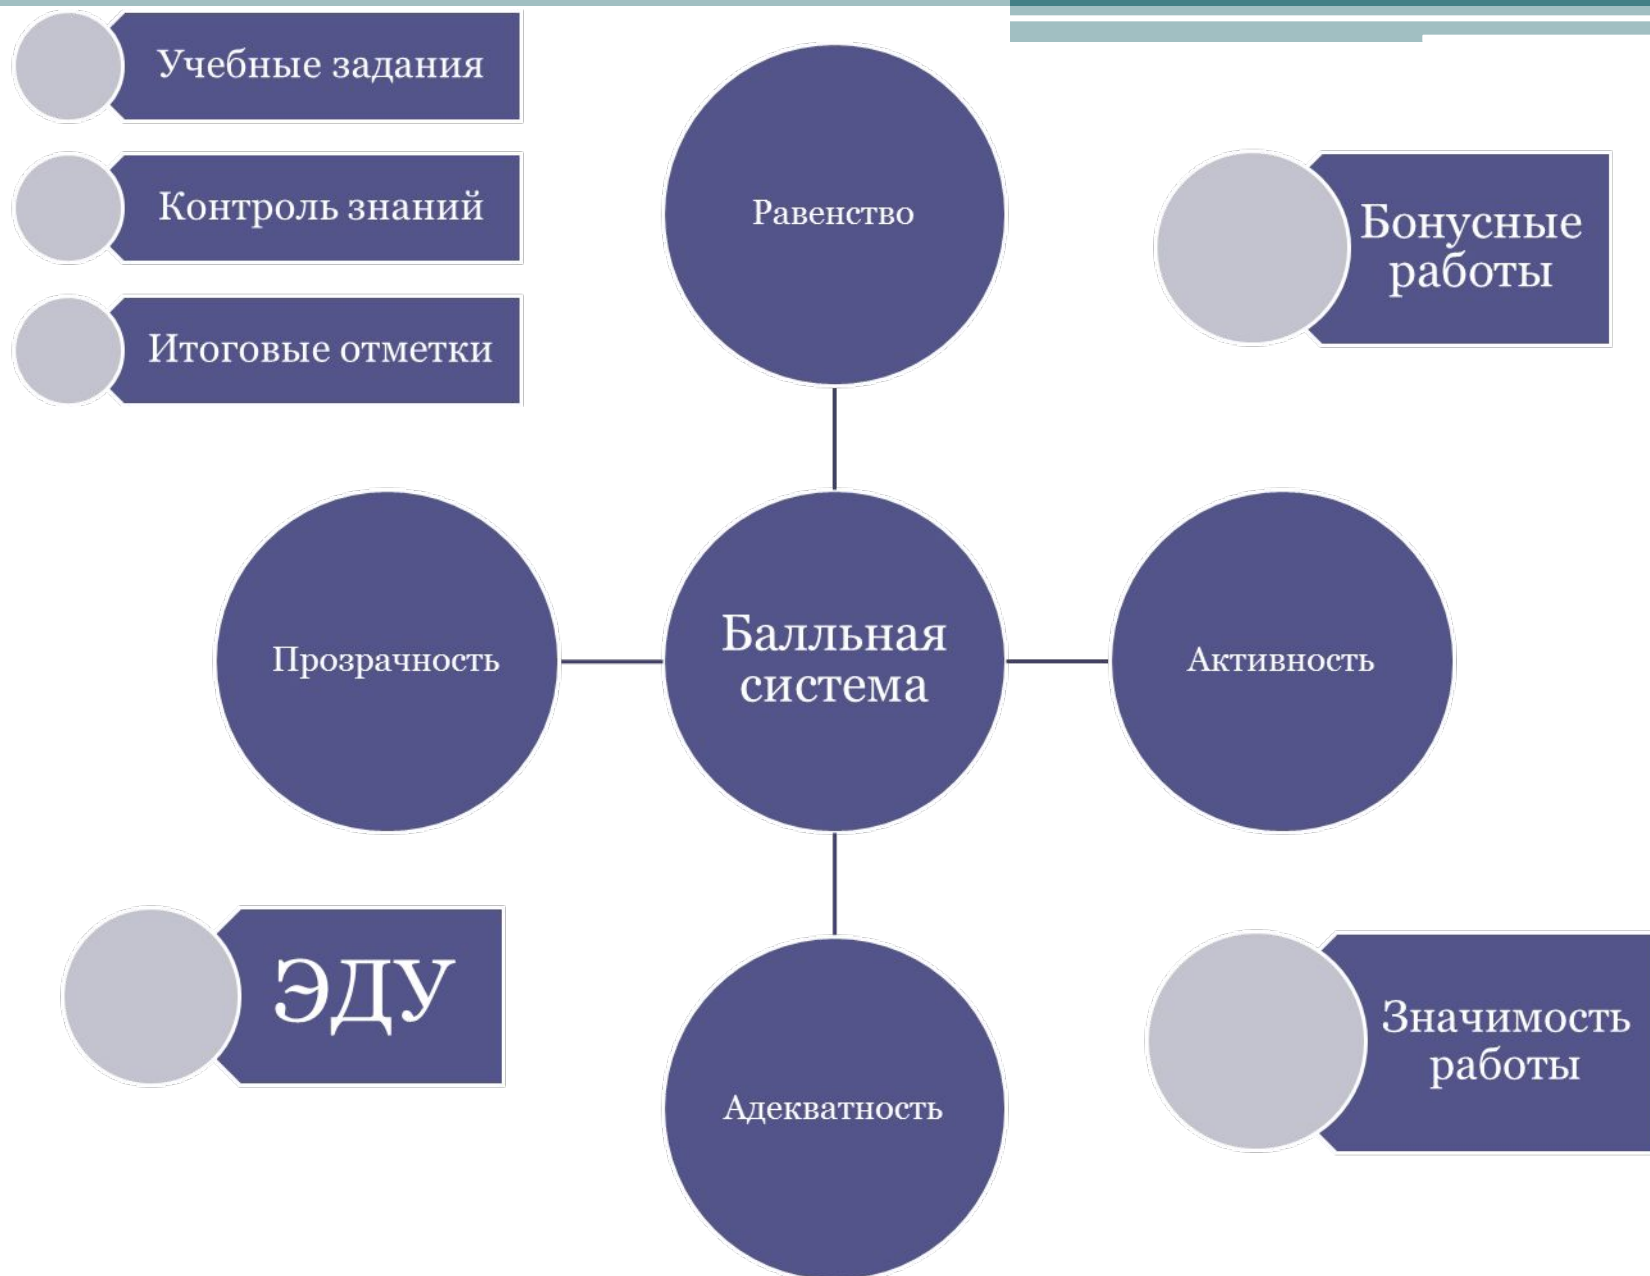 Учебные задания
Контроль знаний
Итоговые отметки
Равенство
Бонусные
работы
Прозрачность
Балльная
система
Активность
ЭДУ
Адекватность
Значимость
работы